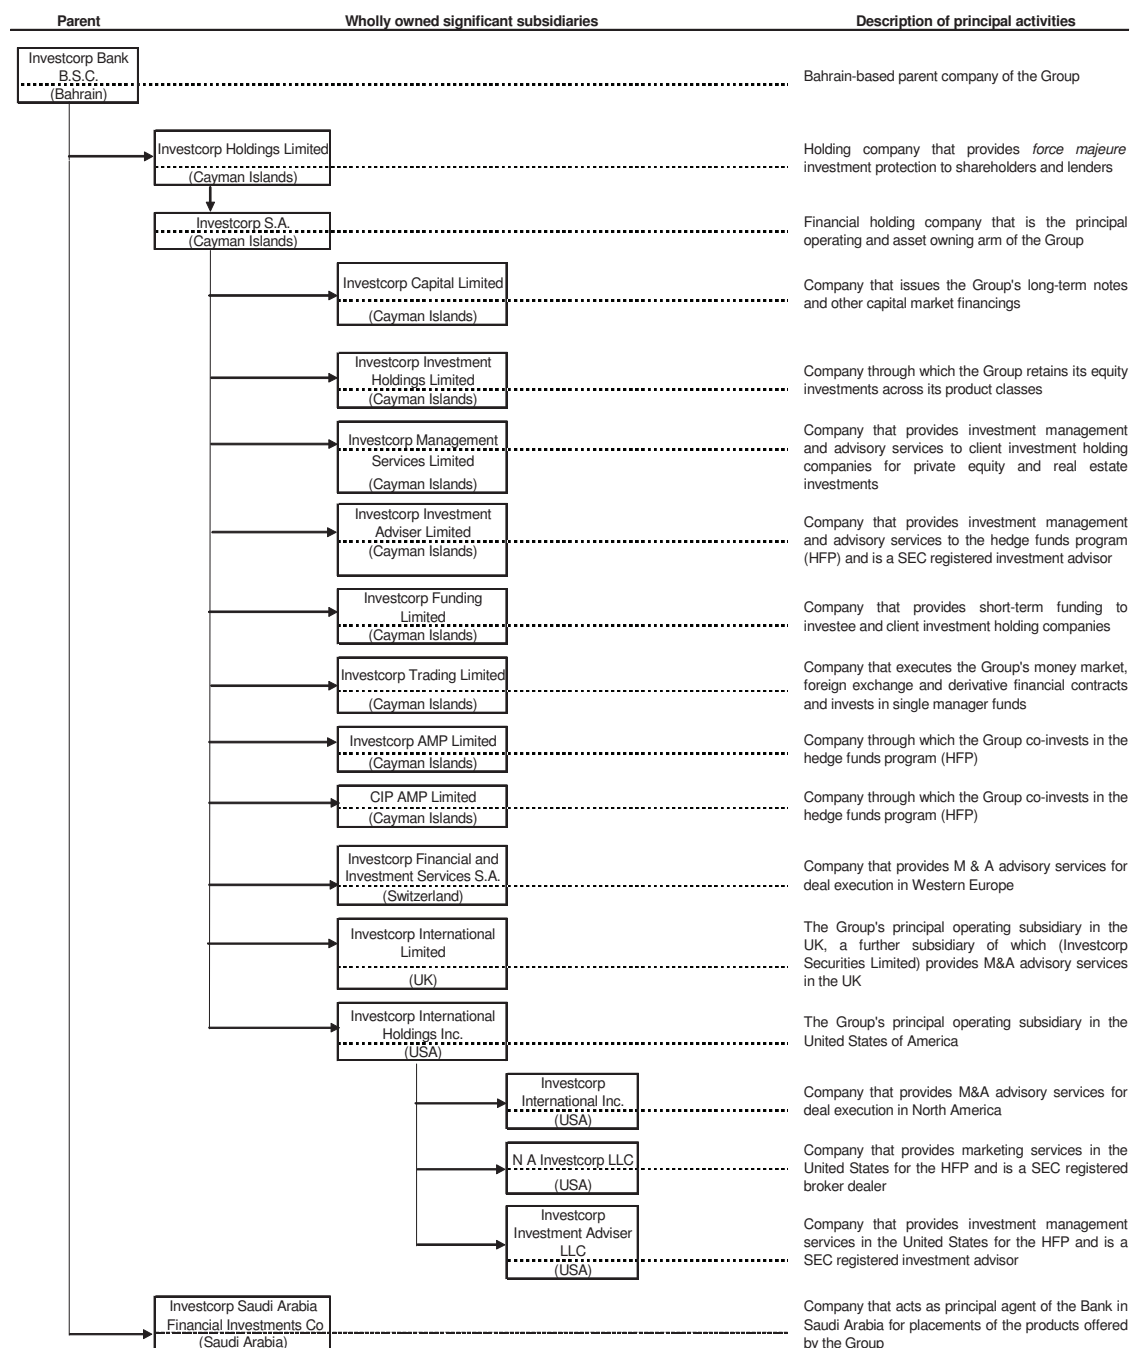 Parent Wholly owned significant subsidiaries Description of principal activities
Investcorp Bank
B.S.C.
(Bahrain)
Bahrain-based parent company of the Group
Investcorp Holdings Limited
(Cayman Islands)
Holding company that provides force majeure
investment protection to shareholders and lenders
Investcorp S.A.
(Cayman Islands)
Financial holding company that is the principal
operating and asset owning arm of the Group
Investcorp Capital Limited
(Cayman Islands)
Company that issues the Group's long-term notes
and other capital market financings
Investcorp Investment
Holdings Limited
(Cayman Islands)
Company through which the Group retains its equity
investments across its product classes
Investcorp Management
Services Limited
(Cayman Islands)
Company that provides investment management
and advisory services to client investment holding
companies for private equity and real estate
investments
Investcorp Investment
Adviser Limited
(Cayman Islands)
Company that provides investment management
and advisory services to the hedge funds program
(HFP) and is a SEC registered investment advisor
Investcorp Funding
Limited
(Cayman Islands)
Company that provides short-term funding to
investee and client investment holding companies
Investcorp Trading Limited
(Cayman Islands)
Company that executes the Group's money market,
foreign exchange and derivative financial contracts
and invests in single manager funds
Investcorp AMP Limited
(Cayman Islands)
Company through which the Group co-invests in the
hedge funds program (HFP)
CIP AMP Limited
(Cayman Islands)
Company through which the Group co-invests in the
hedge funds program (HFP)
Investcorp Financial and
Investment Services S.A.
(Switzerland)
Company that provides M & A advisory services for
deal execution in Western Europe
Investcorp International
Limited
(UK)
The Group's principal operating subsidiary in the
UK, a further subsidiary of which (Investcorp
Securities Limited) provides M&A advisory services
in the UK
Investcorp International
Holdings Inc.
(USA)
The Group's principal operating subsidiary in the
United States of America
Investcorp
International Inc.
(USA)
Company that provides M&A advisory services for
deal execution in North America
N A Investcorp LLC
(USA)
Company that provides marketing services in the
United States for the HFP and is a SEC registered
broker dealer
Investcorp
Investment Adviser
LLC
(USA)
Company that provides investment management
services in the United States for the HFP and is a
SEC registered investment advisor
Investcorp Saudi Arabia
Financial Investments Co
(Saudi Arabia)
Company that acts as principal agent of the Bank in
Saudi Arabia for placements of the products offered
by the Group